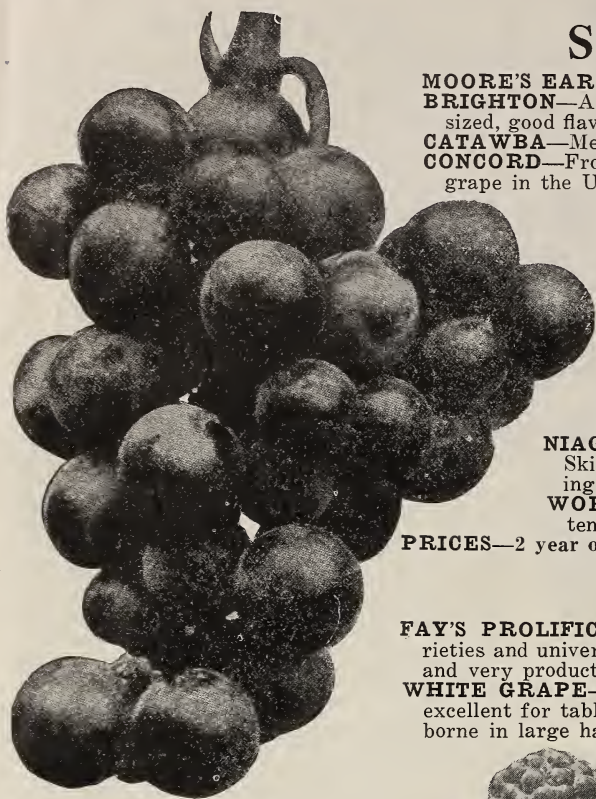 S
MOORE'S EAR
BRIGHTON—A
sized, good flav
CATAWBA—Me
CONCORD—Fro
grape in the U
NIAG
Ski
ing
WOR
ten
PRICES—2 year o
FAY'S PROLIFIC
rieties and univer
and very product
WHITE GRAPE—
excellent for tabl
borne in large ha